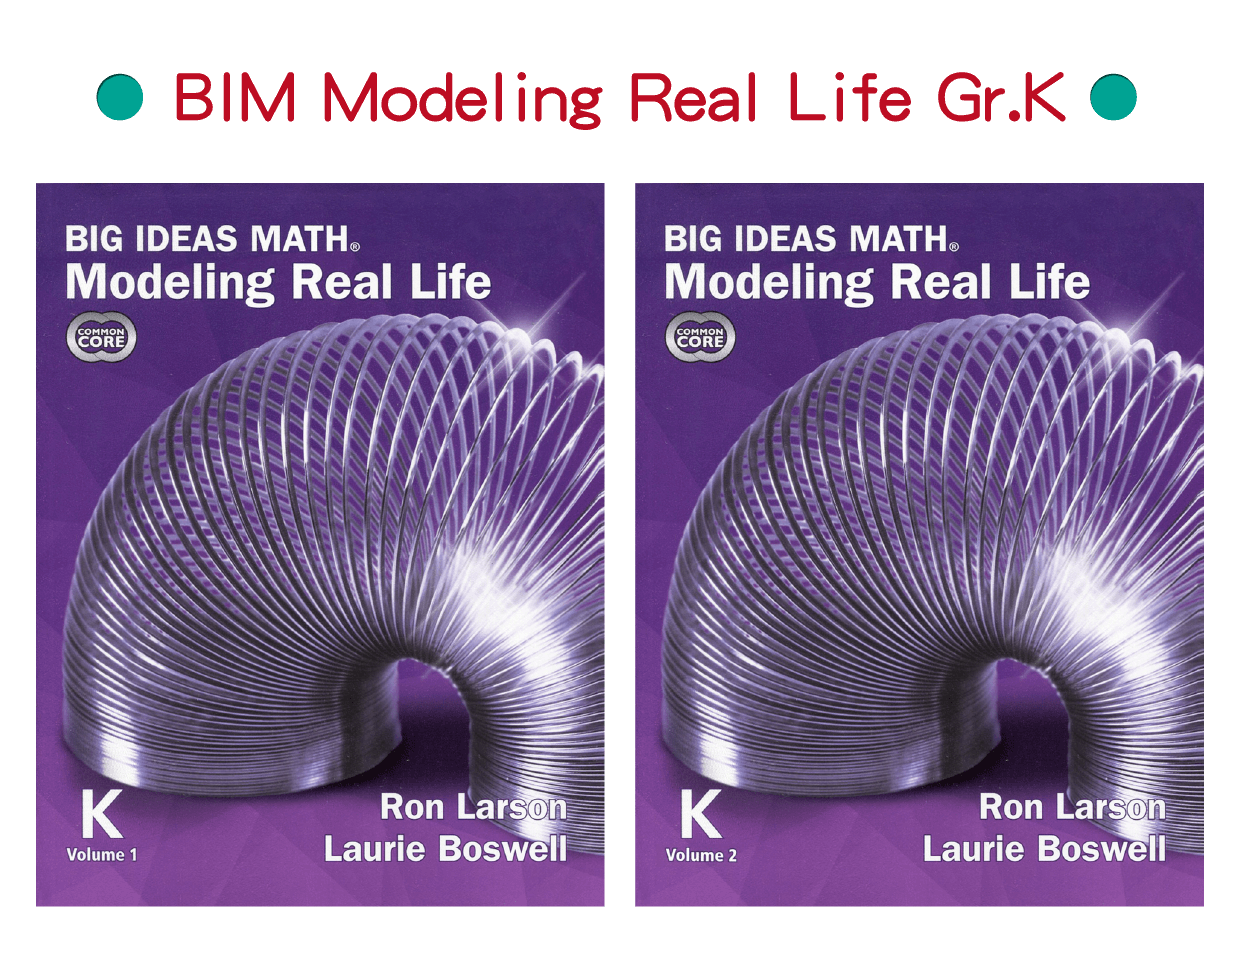 BIM Modeling Real Life Gr.K
BIG IDEAS MATH®
Modeling Real Life
COMMON
CORE
K
Volume 1
Ron Larson
Laurie Boswell
BIG IDEAS MATH®
Modeling Real Life
COMMON
CORE
K
Volume 2
Ron Larson
Laurie Boswell